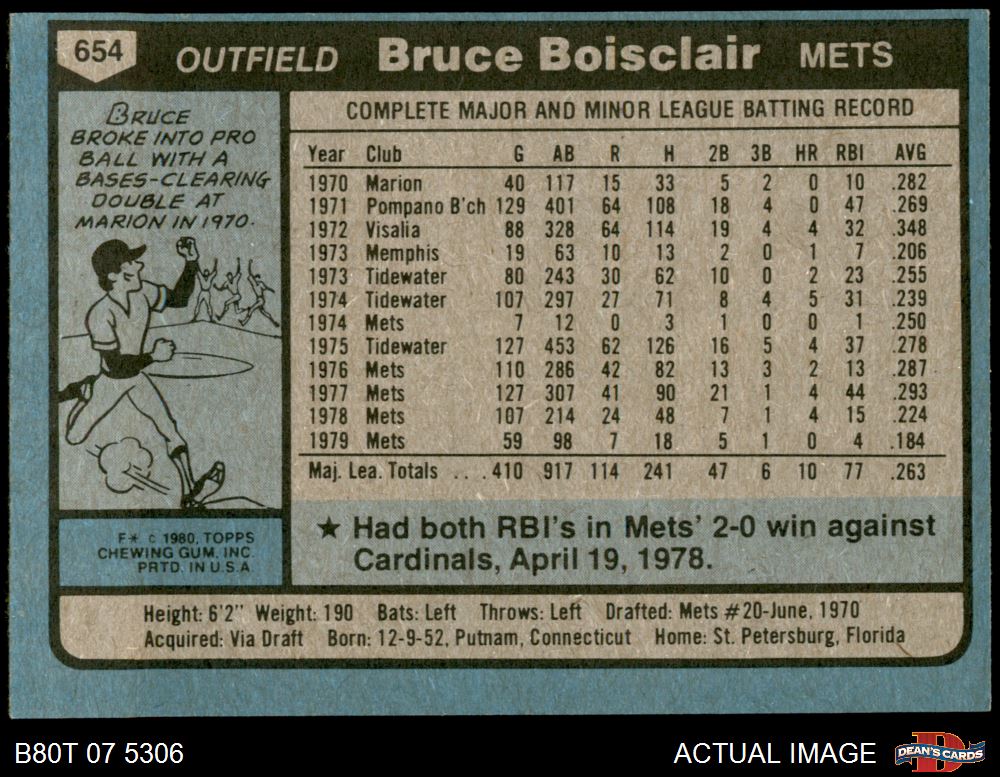 654 OUTFIELD Bruce Boisclair METS
BRUCE
BROKE INTO PRO
BALL WITH A
BASES-CLEARING
DOUBLE AT
MARION IN 1970.
F* © 1980, TOPPS
CHEWING GUM, INC.
PRTD. IN U.S.A.
COMPLETE MAJOR AND MINOR LEAGUE BATTING RECORD
Year Club G AB R H 2B 3B HR RBI AVG
1970 Marion 40 117 15 33 5 2 0 10 .282
1971 Pompano B'ch 129 401 64 108 18 4 0 47 .269
1972 Visalia 88 328 64 114 19 4 4 32 .348
1973 Memphis 19 63 10 13 2 0 1 7 .206
1973 Tidewater 80 243 30 62 10 0 2 23 .255
1974 Tidewater 107 297 27 71 8 4 5 31 .239
1974 Mets 7 12 0 3 1 0 0 1 .250
1975 Tidewater 127 453 62 126 16 5 4 37 .278
1976 Mets 110 286 42 82 13 3 2 13 .287
1977 Mets 127 307 41 90 21 1 4 44 .293
1978 Mets 107 214 24 48 7 1 4 15 .224
1979 Mets 59 98 7 18 5 1 0 4 .184
Maj. Lea. Totals . . . 410 917 114 241 47 6 10 77 .263
★ Had both RBI's in Mets' 2-0 win against
Cardinals, April 19, 1978.
Height: 6'2" Weight: 190 Bats: Left Throws: Left Drafted: Mets #20-June, 1970
Acquired: Via Draft Born: 12-9-52, Putnam, Connecticut Home: St. Petersburg, Florida
B80T 07 5306 ACTUAL IMAGE D DEAN'S CARDS